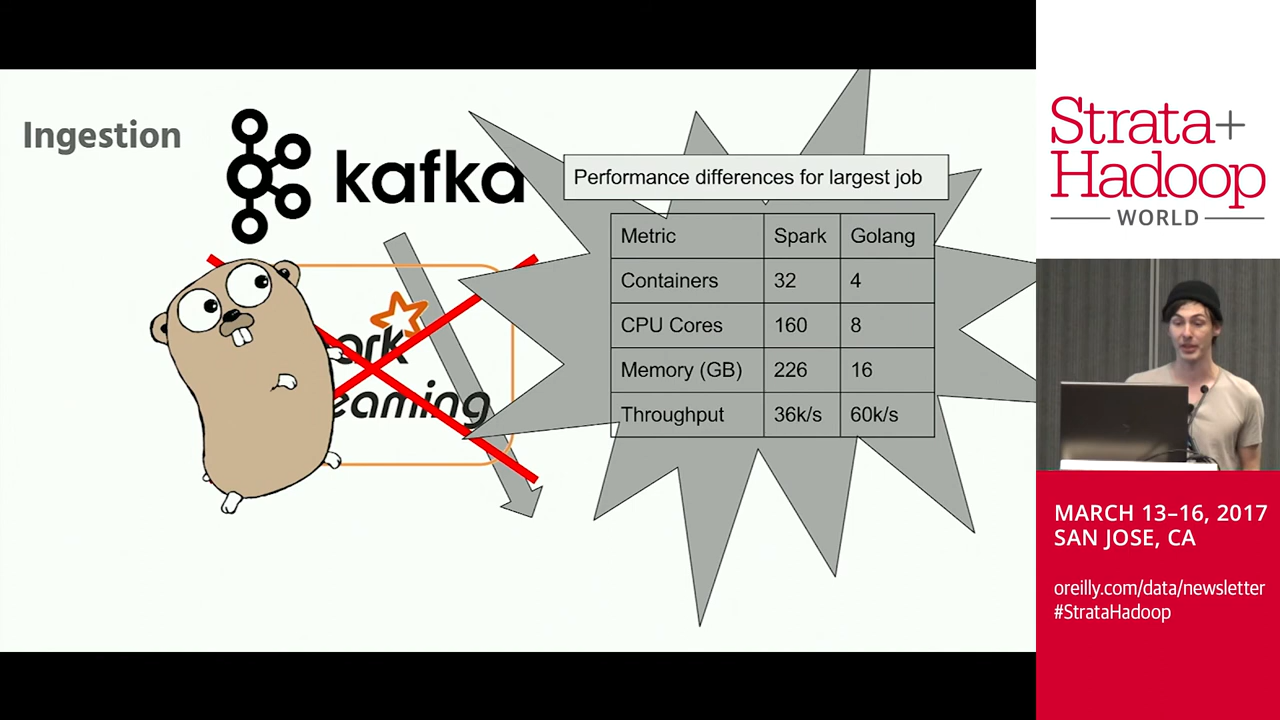 Ingestion
kafka
ork
eaming
Performance differences for largest job
Metric Spark Golang
Containers 32 4
CPU Cores 160 8
Memory (GB) 226 16
Throughput 36k/s 60k/s
Strata+
Hadoop
WORLD
MARCH 13–16, 2017
SAN JOSE, CA
oreilly.com/data/newsletter
#StrataHadoop